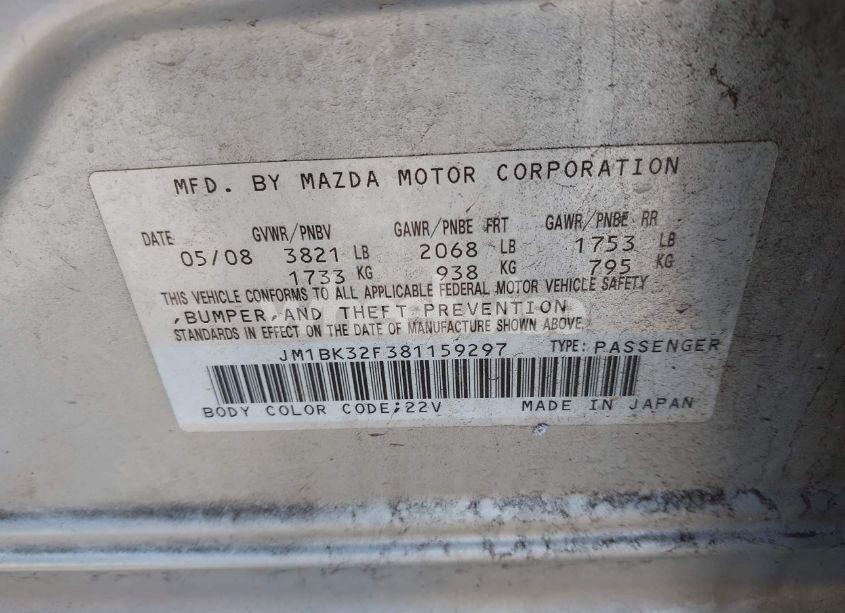 MFD. BY MAZDA MOTOR CORPORATION
DATE GVWR/PNBV GAWR/PNBE FRT GAWR/PNBE RR
05/08 3821 LB 2068 LB 1753 LB
1733 KG 938 KG 795 KG
THIS VEHICLE CONFORMS TO ALL APPLICABLE FEDERAL MOTOR VEHICLE SAFETY
,BUMPER,AND THEFT PREVENTION
STANDARDS IN EFFECT ON THE DATE OF MANUFACTURE SHOWN ABOVE.
JM1BK32F381159297 TYPE: PASSENGER
BODY COLOR CODE;22V MADE IN JAPAN